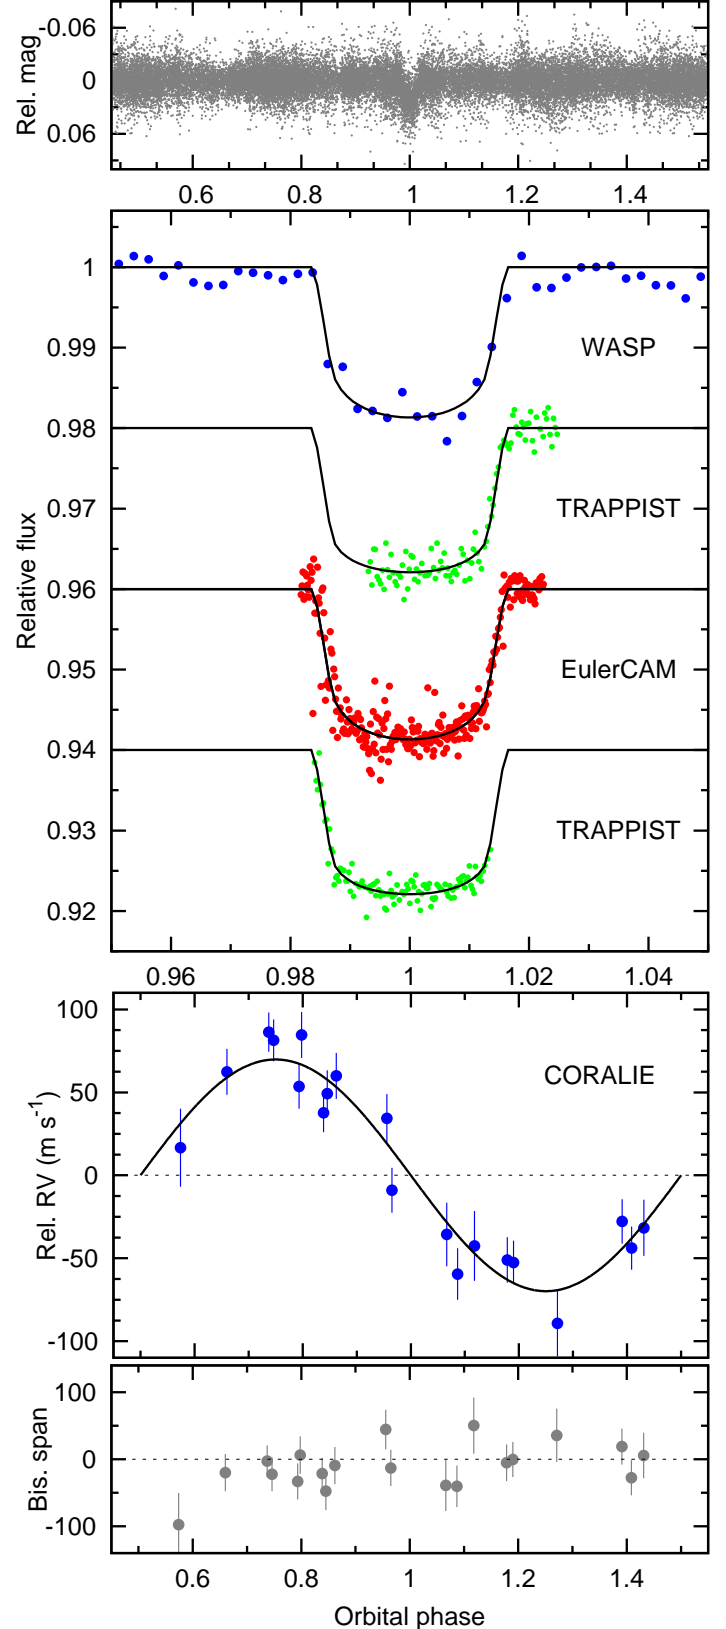 Rel. mag
-0.06
0
0.06
0.6 0.8 1 1.2 1.4
Relative flux
1
0.99
0.98
0.97
0.96
0.95
0.94
0.93
0.92
WASP
TRAPPIST
EulerCAM
TRAPPIST
0.96 0.98 1 1.02 1.04
Rel. RV (m s⁻¹)
100
50
0
-50
-100
CORALIE
Bis. span
100
0
-100
0.6 0.8 1 1.2 1.4
Orbital phase